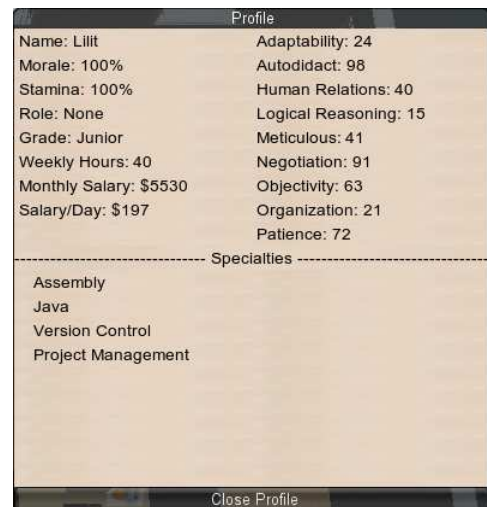 Profile
Name: Lilit
Morale: 100%
Stamina: 100%
Role: None
Grade: Junior
Weekly Hours: 40
Monthly Salary: $5530
Salary/Day: $197
Adaptability: 24
Autodidact: 98
Human Relations: 40
Logical Reasoning: 15
Meticulous: 41
Negotiation: 91
Objectivity: 63
Organization: 21
Patience: 72
Specialties
Assembly
Java
Version Control
Project Management
Close Profile